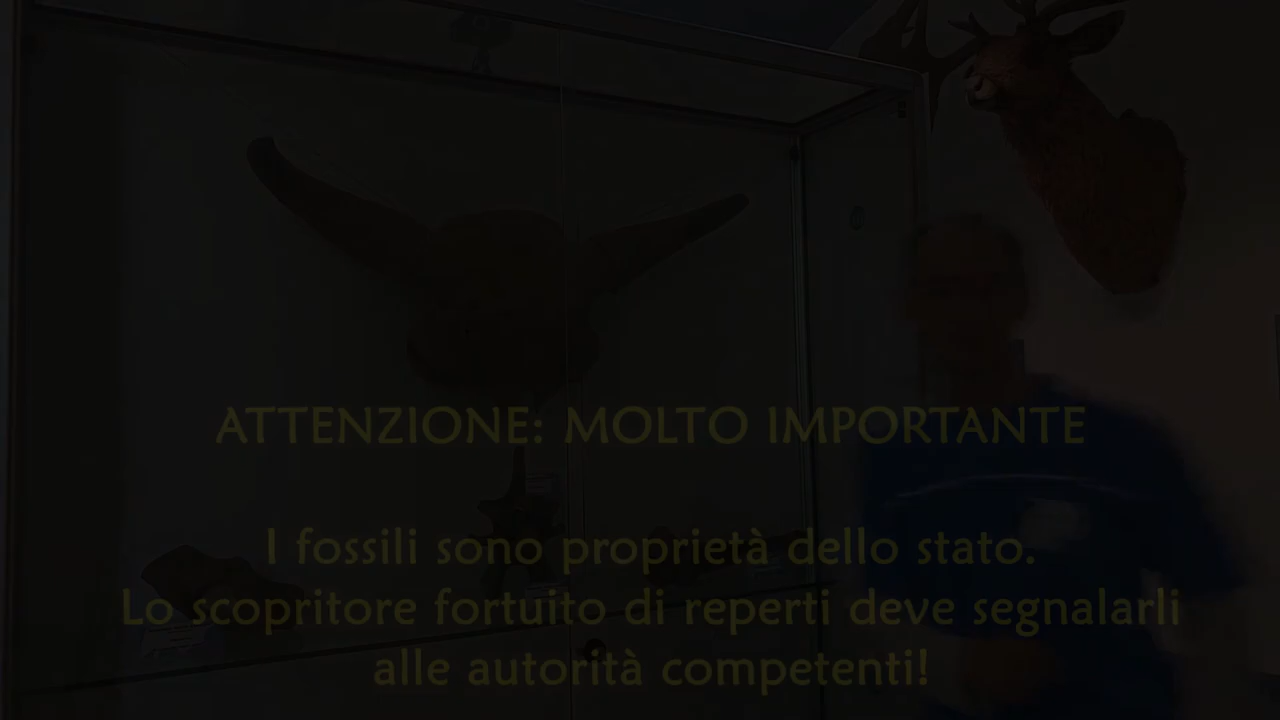 ATTENZIONE: MOLTO IMPORTANTE
I fossili sono proprietà dello stato.
Lo scopritore fortuito di reperti deve segnalarli
alle autorità competenti!